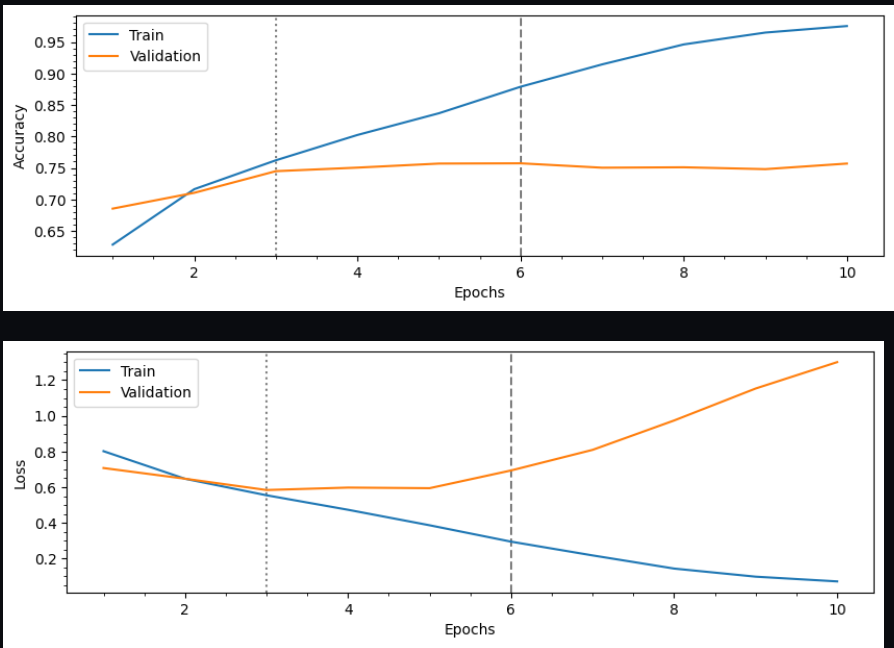 Train
Validation
0.95
0.90
0.85
0.80
0.75
0.70
0.65
Accuracy
2 4 6 8 10
Epochs
Train
Validation
1.2
1.0
0.8
0.6
0.4
0.2
Loss
2 4 6 8 10
Epochs